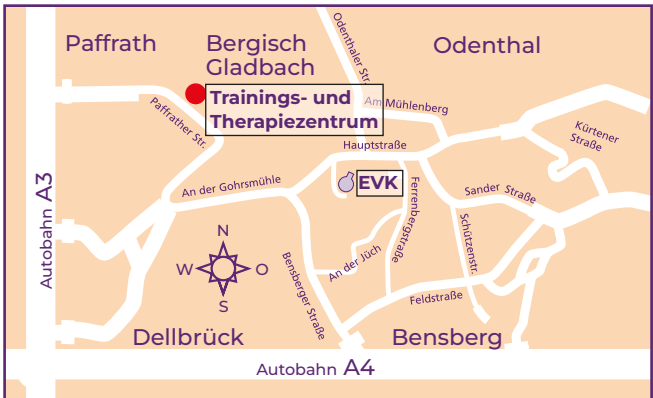 Paffrath
Bergisch
Gladbach
Odenthal
Odenthaler Str.
Trainings- und
Therapiezentrum
Am Mühlenberg
Paffrather Str.
Hauptstraße
Kürtener
Straße
EVK
An der Gohrsmühle
Ferrenbergstraße
Sander Straße
Schützenstr.
Autobahn A3
N
W
O
S
Bensberger Straße
An der Jüch
Feldstraße
Dellbrück
Bensberg
Autobahn A4